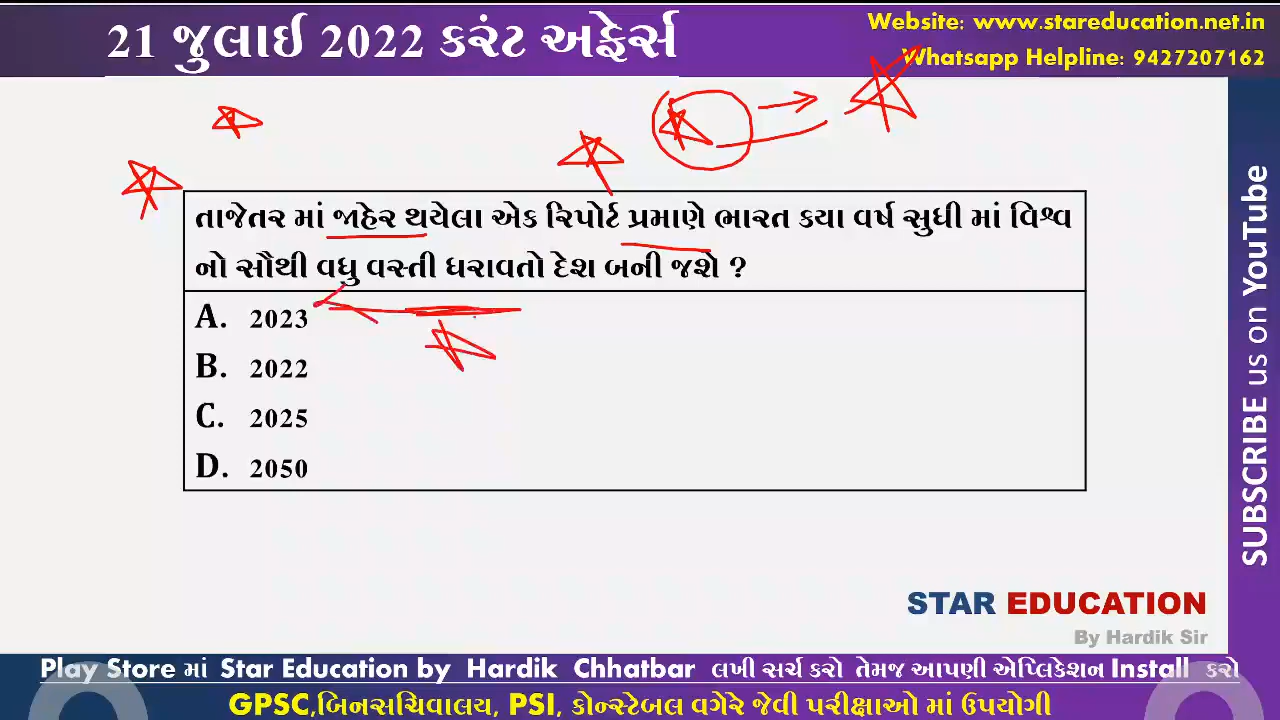 21 જુલાઈ 2022 કરંટ અફેર્સ
Website: www.stareducation.net.in
Whatsapp Helpline: 9427207162
તાજેતર માં જાહેર થયેલા એક રિપોર્ટ પ્રમાણે ભારત કયા વર્ષ સુધી માં વિશ્વ
નો સૌથી વધુ વસ્તી ધરાવતો દેશ બની જશે ?
A. 2023
B. 2022
C. 2025
D. 2050
SUBSCRIBE us on YouTube
STAR EDUCATION
By Hardik Sir
Play Store માં Star Education by Hardik Chhatbar લખી સર્ચ કરો તેમજ આપણી એપ્લિકેશન Install કરો
GPSC,બિનસચિવાલય, PSI, કોન્સ્ટેબલ વગેરે જેવી પરીક્ષાઓ માં ઉપયોગી